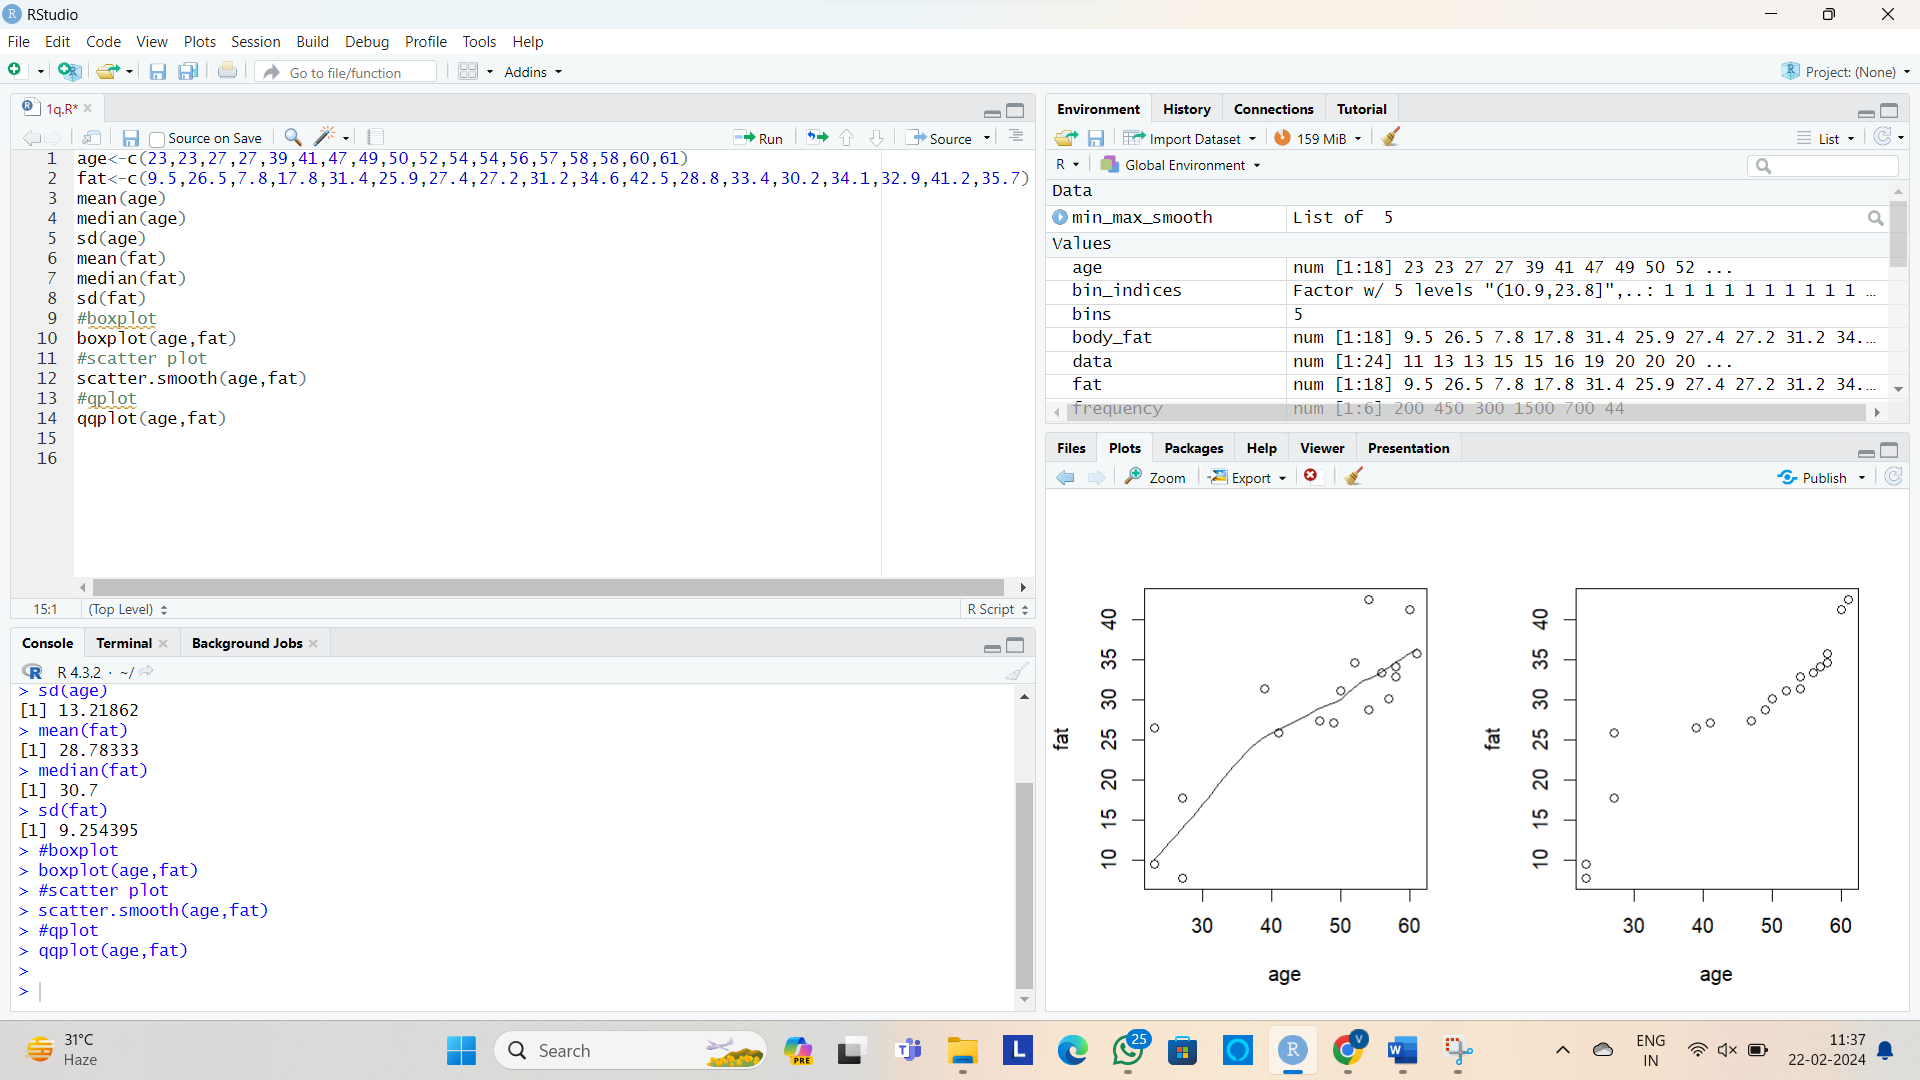 RStudio
File Edit Code View Plots Session Build Debug Profile Tools Help
Go to file/function Addins Project: (None)
1q.R*
Source on Save Run Source
1 age<-c(23,23,27,27,39,41,47,49,50,52,54,54,56,57,58,58,60,61)
2 fat<-c(9.5,26.5,7.8,17.8,31.4,25.9,27.4,27.2,31.2,34.6,42.5,28.8,33.4,30.2,34.1,32.9,41.2,35.7)
3 mean(age)
4 median(age)
5 sd(age)
6 mean(fat)
7 median(fat)
8 sd(fat)
9 #boxplot
10 boxplot(age,fat)
11 #scatter plot
12 scatter.smooth(age,fat)
13 #qplot
14 qqplot(age,fat)
15
16
15:1 (Top Level) R Script
Console Terminal Background Jobs
R 4.3.2 · ~/
> sd(age)
[1] 13.21862
> mean(fat)
[1] 28.78333
> median(fat)
[1] 30.7
> sd(fat)
[1] 9.254395
> #boxplot
> boxplot(age,fat)
> #scatter plot
> scatter.smooth(age,fat)
> #qplot
> qqplot(age,fat)
>
>
Environment History Connections Tutorial
Import Dataset 159 MiB List
R Global Environment
Data
min_max_smooth List of 5
Values
age num [1:18] 23 23 27 27 39 41 47 49 50 52 ...
bin_indices Factor w/ 5 levels "(10.9,23.8]",..: 1 1 1 1 1 1 1 1 1 1 …
bins 5
body_fat num [1:18] 9.5 26.5 7.8 17.8 31.4 25.9 27.4 27.2 31.2 34.…
data num [1:24] 11 13 13 15 15 16 19 20 20 20 ...
fat num [1:18] 9.5 26.5 7.8 17.8 31.4 25.9 27.4 27.2 31.2 34.…
frequency num [1:6] 200 450 300 1500 700 44
Files Plots Packages Help Viewer Presentation
Zoom Export Publish
fat
40
35
30
25
20
15
10
30 40 50 60
age
fat
40
35
30
25
20
15
10
30 40 50 60
age
31°C
Haze
Search
PRE
25
V
ENG
IN
11:37
22-02-2024